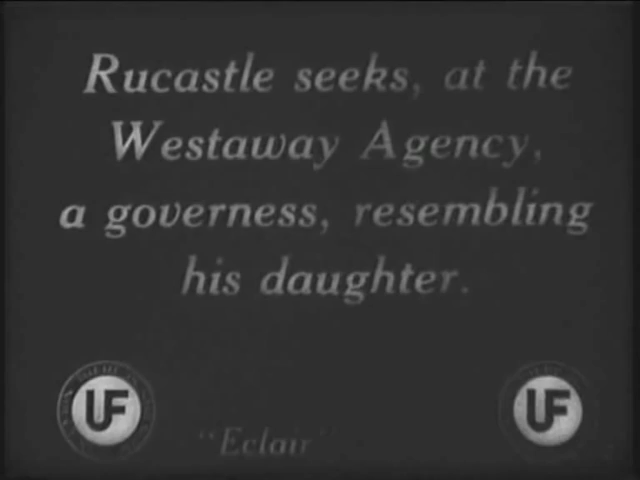 Rucastle seeks, at the
Westaway Agency,
a governess, resembling
his daughter.
UF
UF
"Eclair"